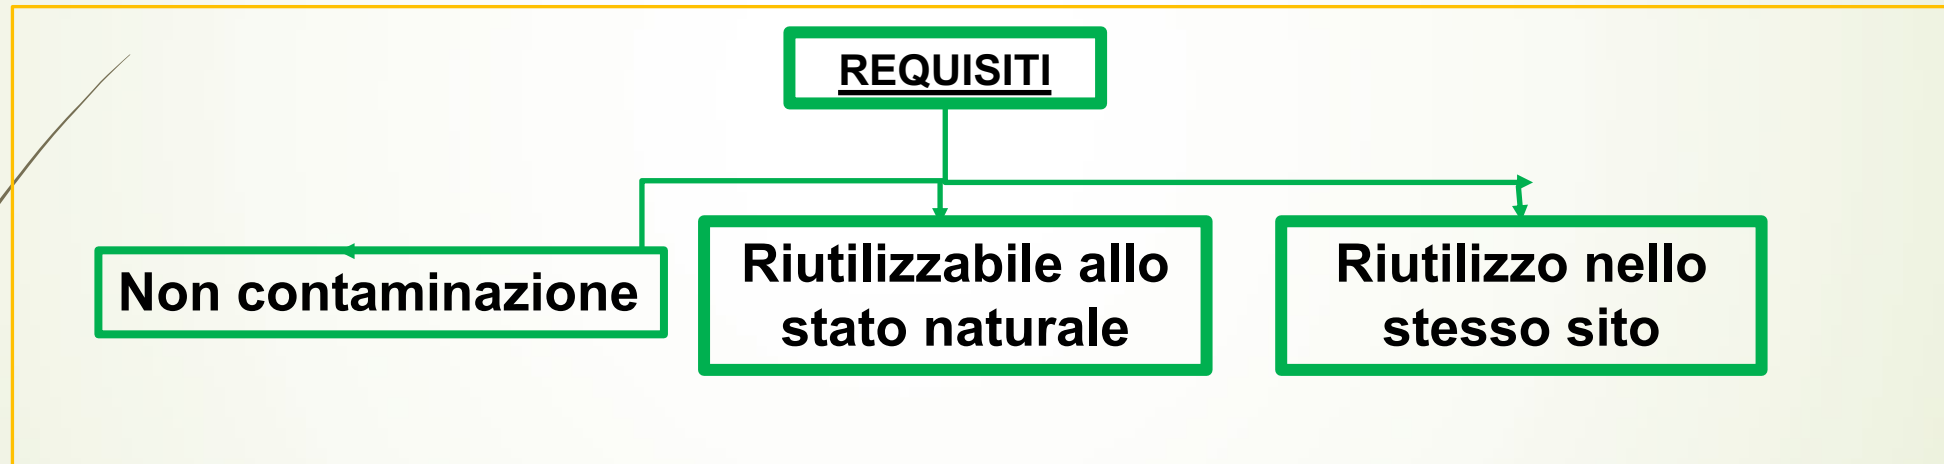 REQUISITI
Non contaminazione
Riutilizzabile allo
stato naturale
Riutilizzo nello
stesso sito